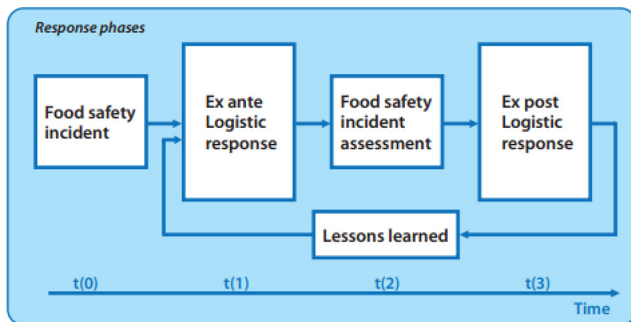 Response phases
Food safety
incident
Ex ante
Logistic
response
Food safety
incident
assessment
Ex post
Logistic
response
Lessons learned
t(0)
t(1)
t(2)
t(3)
Time